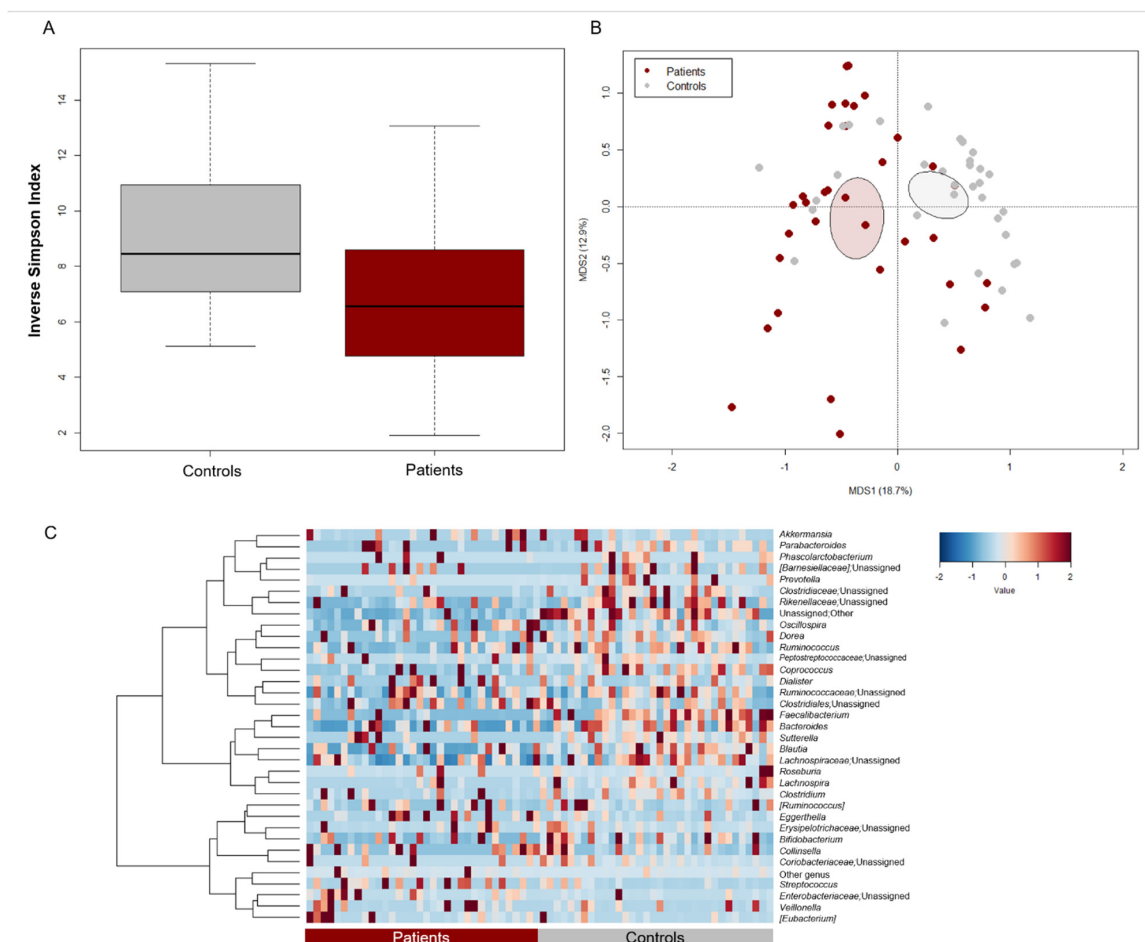 A
Inverse Simpson Index
14
12
10
8
6
4
2
Controls
Patients
B
Patients
Controls
MDS2 (12.9%)
1.0
0.5
0.0
-0.5
-1.0
-1.5
-2.0
-2
-1
0
1
2
MDS1 (18.7%)
C
Akkermansia
Parabacteroides
Phascolarctobacterium
[Barnesiellaceae];Unassigned
Prevotella
Clostridiaceae;Unassigned
Rikenellaceae;Unassigned
Unassigned;Other
Oscillospira
Dorea
Ruminococcus
Peptostreptococcaceae;Unassigned
Coprococcus
Dialister
Ruminococcaceae;Unassigned
Clostridiales;Unassigned
Faecalibacterium
Bacteroides
Sutterella
Blautia
Lachnospiraceae;Unassigned
Roseburia
Lachnospira
Clostridium
[Ruminococcus]
Eggerthella
Erysipelotrichaceae;Unassigned
Bifidobacterium
Collinsella
Coriobacteriaceae;Unassigned
Other genus
Streptococcus
Enterobacteriaceae;Unassigned
Veillonella
[Eubacterium]
Patients
Controls
-2
-1
0
1
2
Value